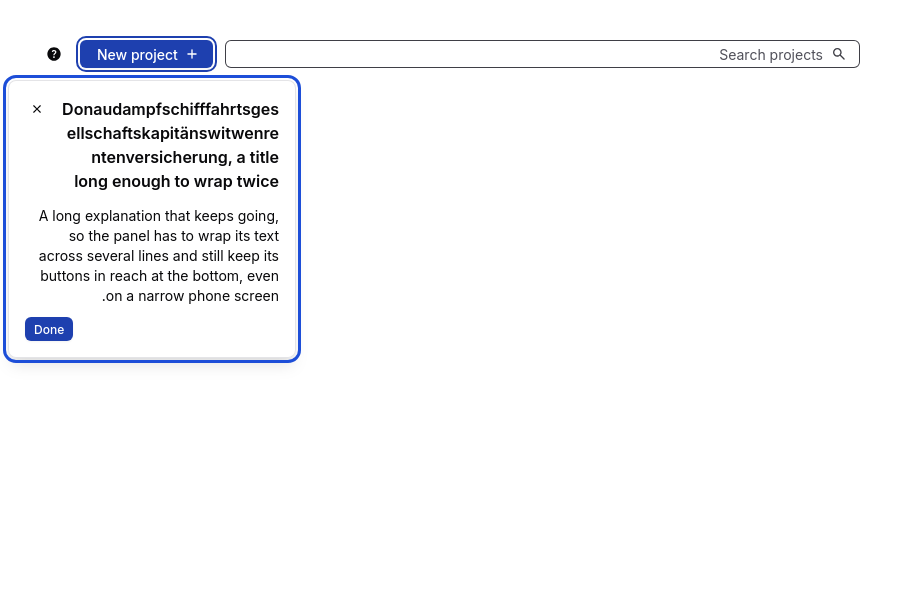 New project
Search projects
Donaudampfschifffahrtsges
ellschaftskapitänswitwenre
ntenversicherung, a title
long enough to wrap twice
A long explanation that keeps going,
so the panel has to wrap its text
across several lines and still keep its
buttons in reach at the bottom, even
.on a narrow phone screen
Done